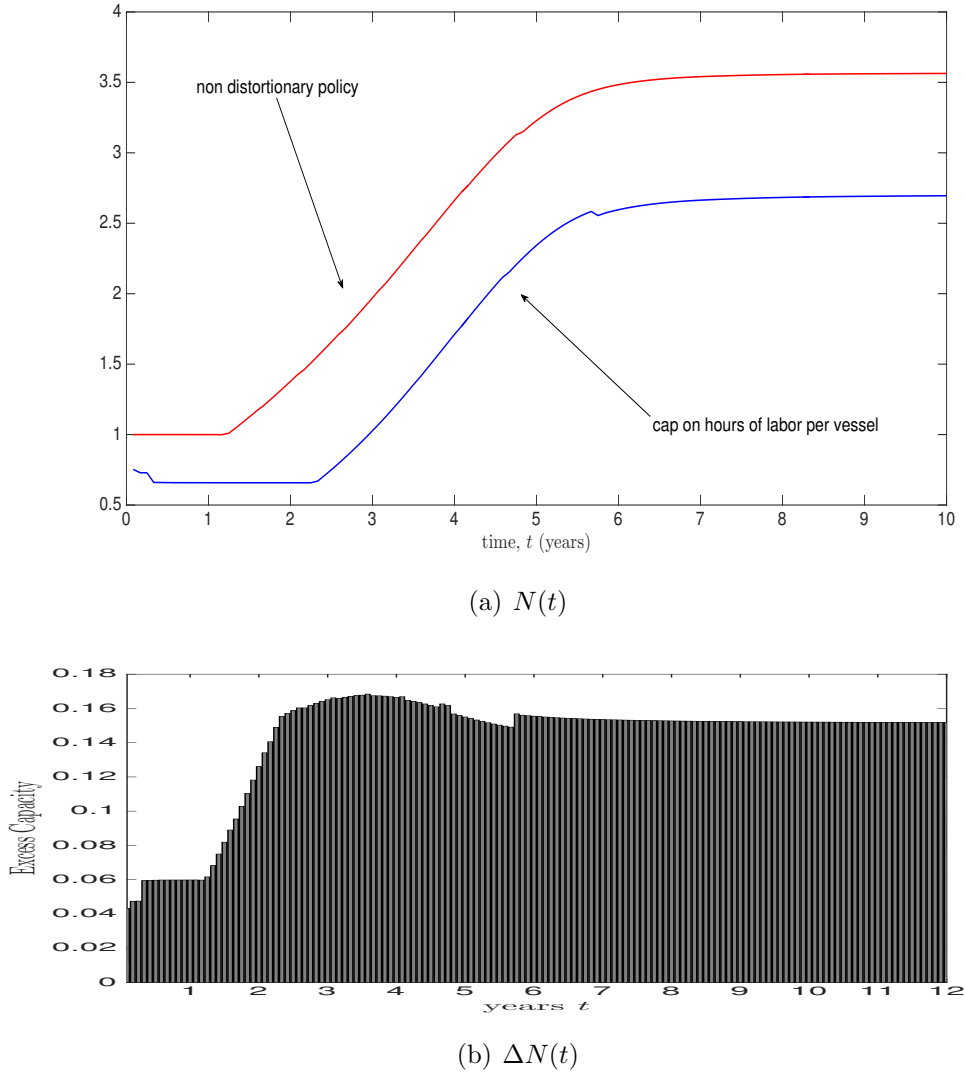 4
3.5
3
2.5
2
1.5
1
0.5
non distortionary policy
cap on hours of labor per vessel
0 1 2 3 4 5 6 7 8 9 10
time, t (years)
(a) N(t)
0.18
0.16
0.14
0.12
0.1
0.08
0.06
0.04
0.02
0
Excess Capacity
1 2 3 4 5 6 7 8 9 10 11 12
years t
(b) ΔN(t)